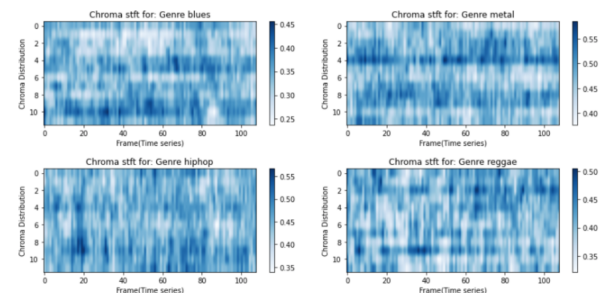 Chroma stft for: Genre blues
Chroma Distribution
0
2
4
6
8
10
0 20 40 60 80 100
Frame(Time series)
0.45
0.40
0.35
0.30
0.25
Chroma stft for: Genre metal
Chroma Distribution
0
2
4
6
8
10
0 20 40 60 80 100
Frame(Time series)
0.55
0.50
0.45
0.40
Chroma stft for: Genre hiphop
Chroma Distribution
0
2
4
6
8
10
0 20 40 60 80 100
Frame(Time series)
0.55
0.50
0.45
0.40
0.35
Chroma stft for: Genre reggae
Chroma Distribution
0
2
4
6
8
10
0 20 40 60 80 100
Frame(Time series)
0.50
0.45
0.40
0.35